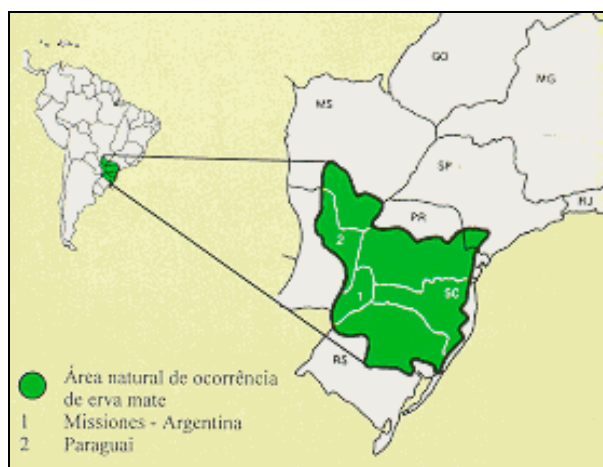 GO
MG
MS
SP
RJ
PR
2
1
SC
RS
Área natural de ocorrência
de erva mate
1 Missiones - Argentina
2 Paraguai